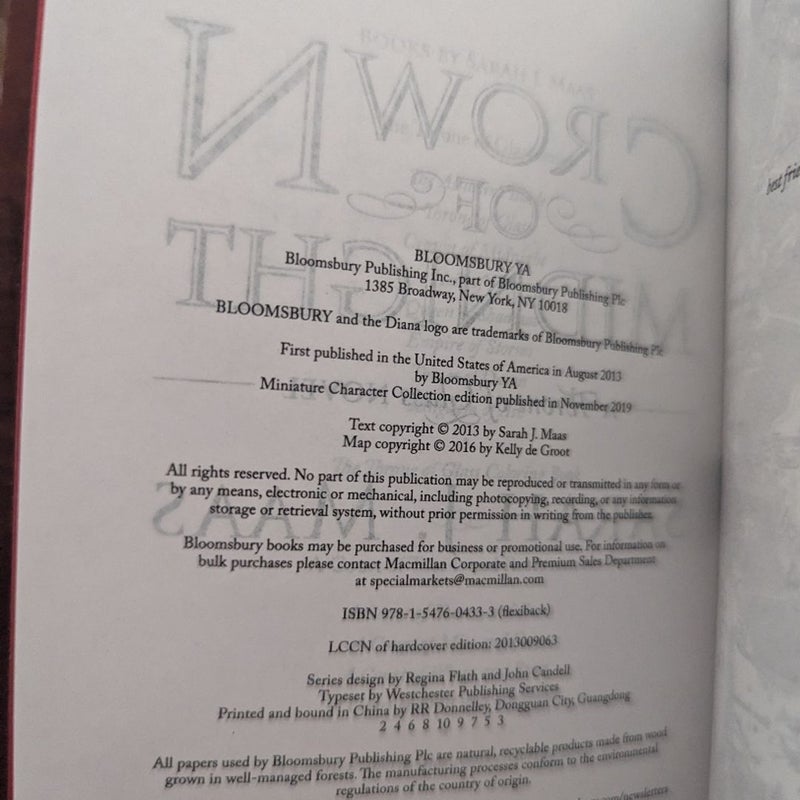 BLOOMSBURY YA
Bloomsbury Publishing Inc., part of Bloomsbury Publishing Plc
1385 Broadway, New York, NY 10018
BLOOMSBURY and the Diana logo are trademarks of Bloomsbury Publishing Plc
First published in the United States of America in August 2013
by Bloomsbury YA
Miniature Character Collection edition published in November 2019
Text copyright © 2013 by Sarah J. Maas
Map copyright © 2016 by Kelly de Groot
All rights reserved. No part of this publication may be reproduced or transmitted in any form or
by any means, electronic or mechanical, including photocopying, recording, or any information
storage or retrieval system, without prior permission in writing from the publisher.
Bloomsbury books may be purchased for business or promotional use. For information on
bulk purchases please contact Macmillan Corporate and Premium Sales Department
at specialmarkets@macmillan.com
ISBN 978-1-5476-0433-3 (flexiback)
LCCN of hardcover edition: 2013009063
Series design by Regina Flath and John Candell
Typeset by Westchester Publishing Services
Printed and bound in China by RR Donnelley, Dongguan City, Guangdong
2 4 6 8 10 9 7 5 3
All papers used by Bloomsbury Publishing Plc are natural, recyclable products made from wood
grown in well-managed forests. The manufacturing processes conform to the environmental
regulations of the country of origin.
BOOKS BY SARAH J. MAAS
CROWN
OF
MIDNIGHT
best